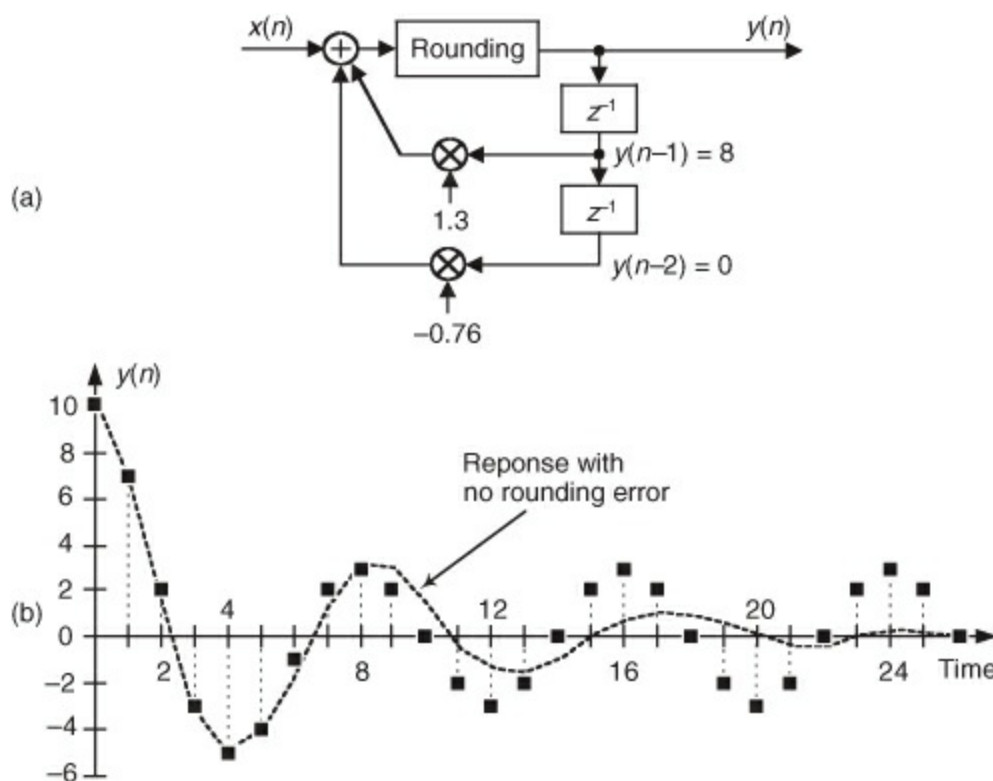 x(n)
Rounding
y(n)
z⁻¹
y(n–1) = 8
(a)
1.3
z⁻¹
y(n–2) = 0
–0.76
y(n)
10
8
6
4
2
0
–2
–4
–6
Reponse with
no rounding error
(b)
4
12
20
2
8
16
24
Time